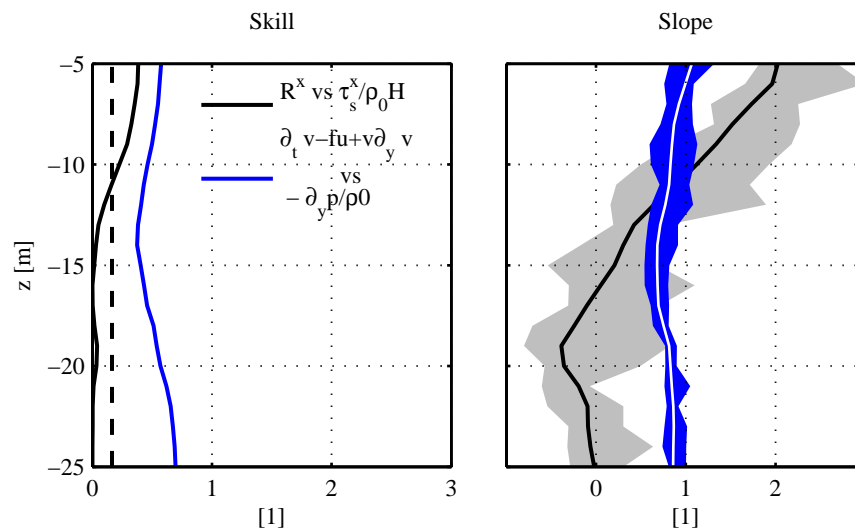 Skill
Slope
−5
−10
−15
−20
−25
z [m]
R^x vs τ_s^x/ρ_0H
∂_t v−fu+v∂_y v
vs
− ∂_yp/ρ0
0 1 2 3
[1]
0 1 2
[1]